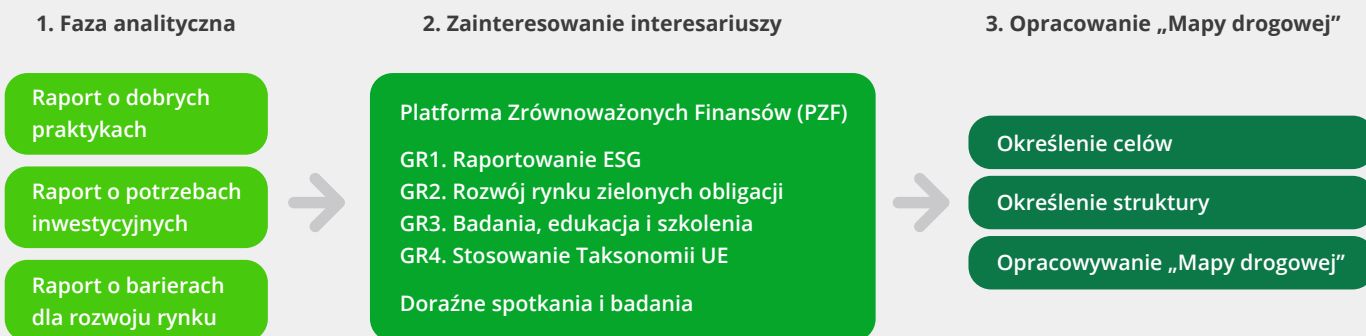 1. Faza analityczna
2. Zainteresowanie interesariuszy
3. Opracowanie „Mapy drogowej”
Raport o dobrych
praktykach
Raport o potrzebach
inwestycyjnych
Raport o barierach
dla rozwoju rynku
Platforma Zrównoważonych Finansów (PZF)
GR1. Raportowanie ESG
GR2. Rozwój rynku zielonych obligacji
GR3. Badania, edukacja i szkolenia
GR4. Stosowanie Taksonomii UE
Doraźne spotkania i badania
Określenie celów
Określenie struktury
Opracowywanie „Mapy drogowej”